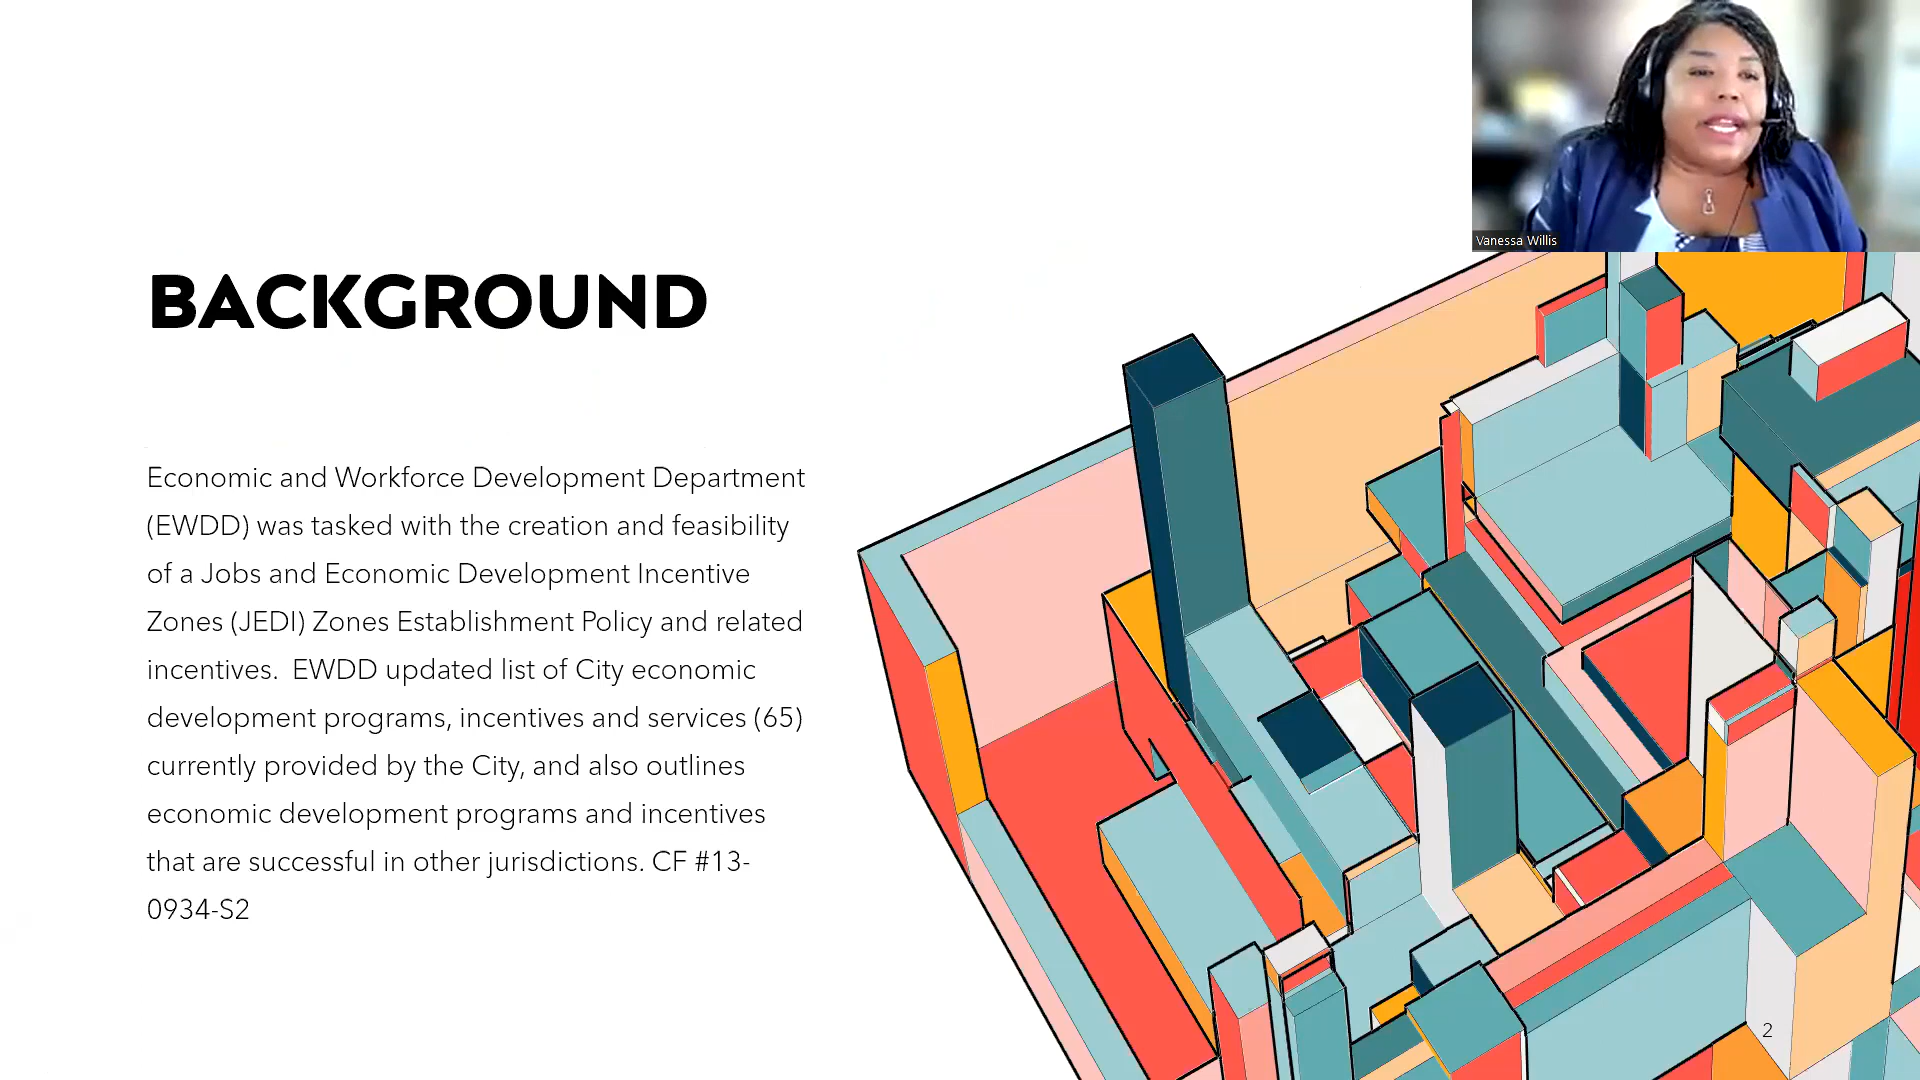 Vanessa Willis
BACKGROUND
Economic and Workforce Development Department
(EWDD) was tasked with the creation and feasibility
of a Jobs and Economic Development Incentive
Zones (JEDI) Zones Establishment Policy and related
incentives.  EWDD updated list of City economic
development programs, incentives and services (65)
currently provided by the City, and also outlines
economic development programs and incentives
that are successful in other jurisdictions. CF #13-
0934-S2
2